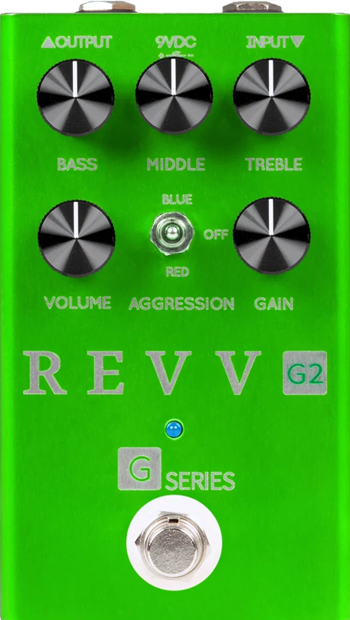 ▲OUTPUT 9VDC INPUT▼
BASS MIDDLE TREBLE
BLUE
OFF
RED
VOLUME AGGRESSION GAIN
REVV G2
G SERIES